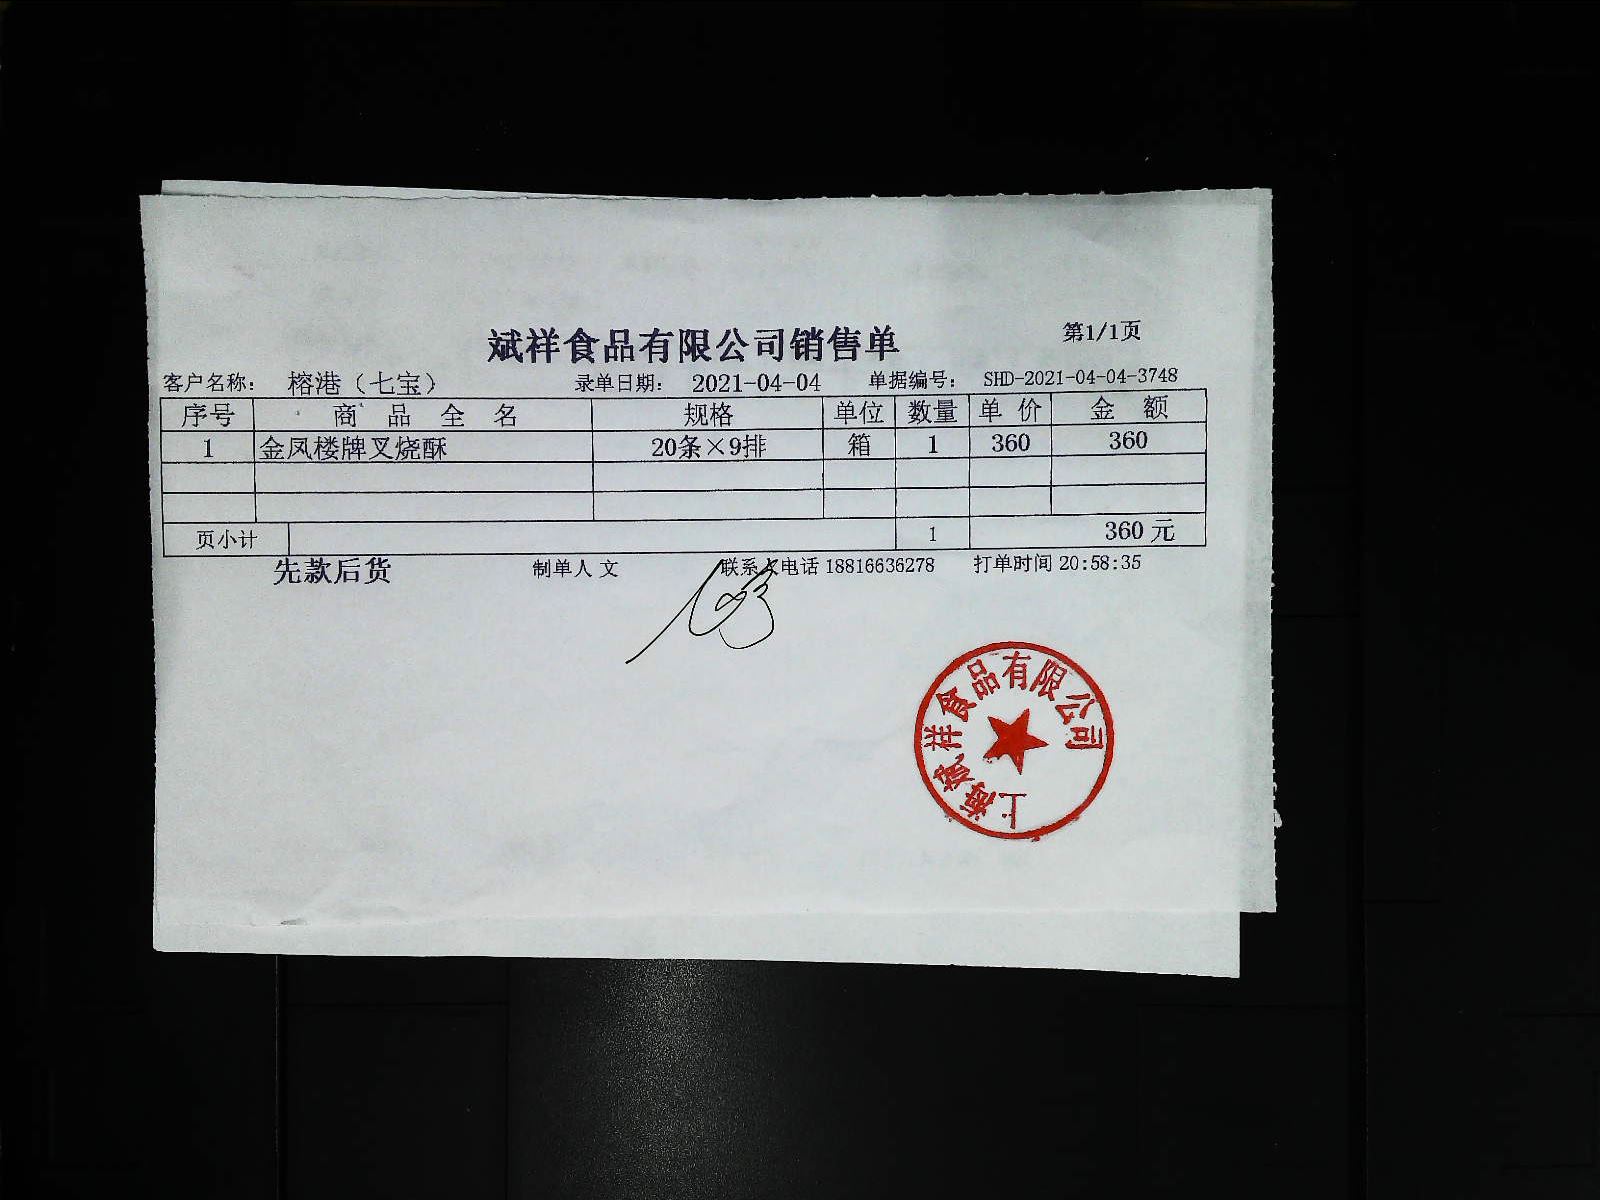 斌祥食品有限公司销售单
第1/1页
客户名称： 榕港（七宝） 录单日期： 2021-04-04 单据编号： SHD-2021-04-04-3748
序号 商品全名 规格 单位 数量 单价 金额
1 金凤楼牌叉烧酥 20条×9排 箱 1 360 360
页小计 1 360 元
先款后货 制单人 文 联系人电话 18816636278 打单时间 20:58:35
上海斌祥食品有限公司